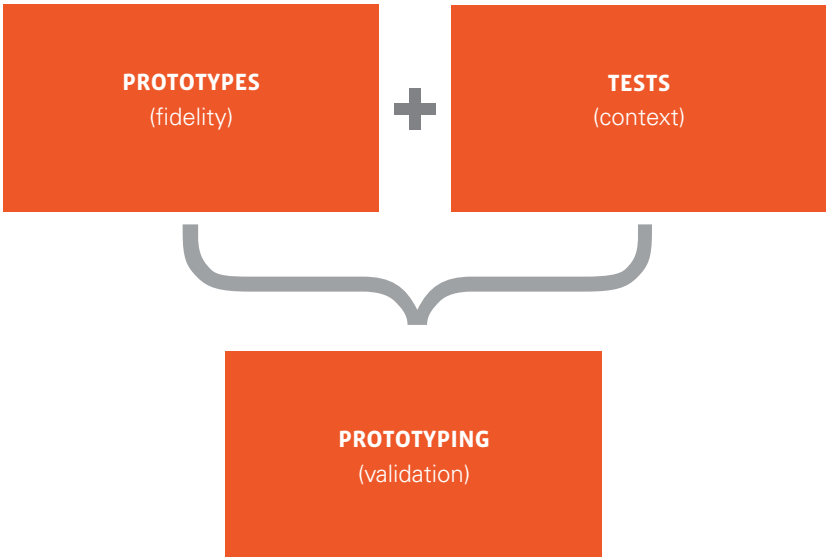 PROTOTYPES
(fidelity)
TESTS
(context)
PROTOTYPING
(validation)